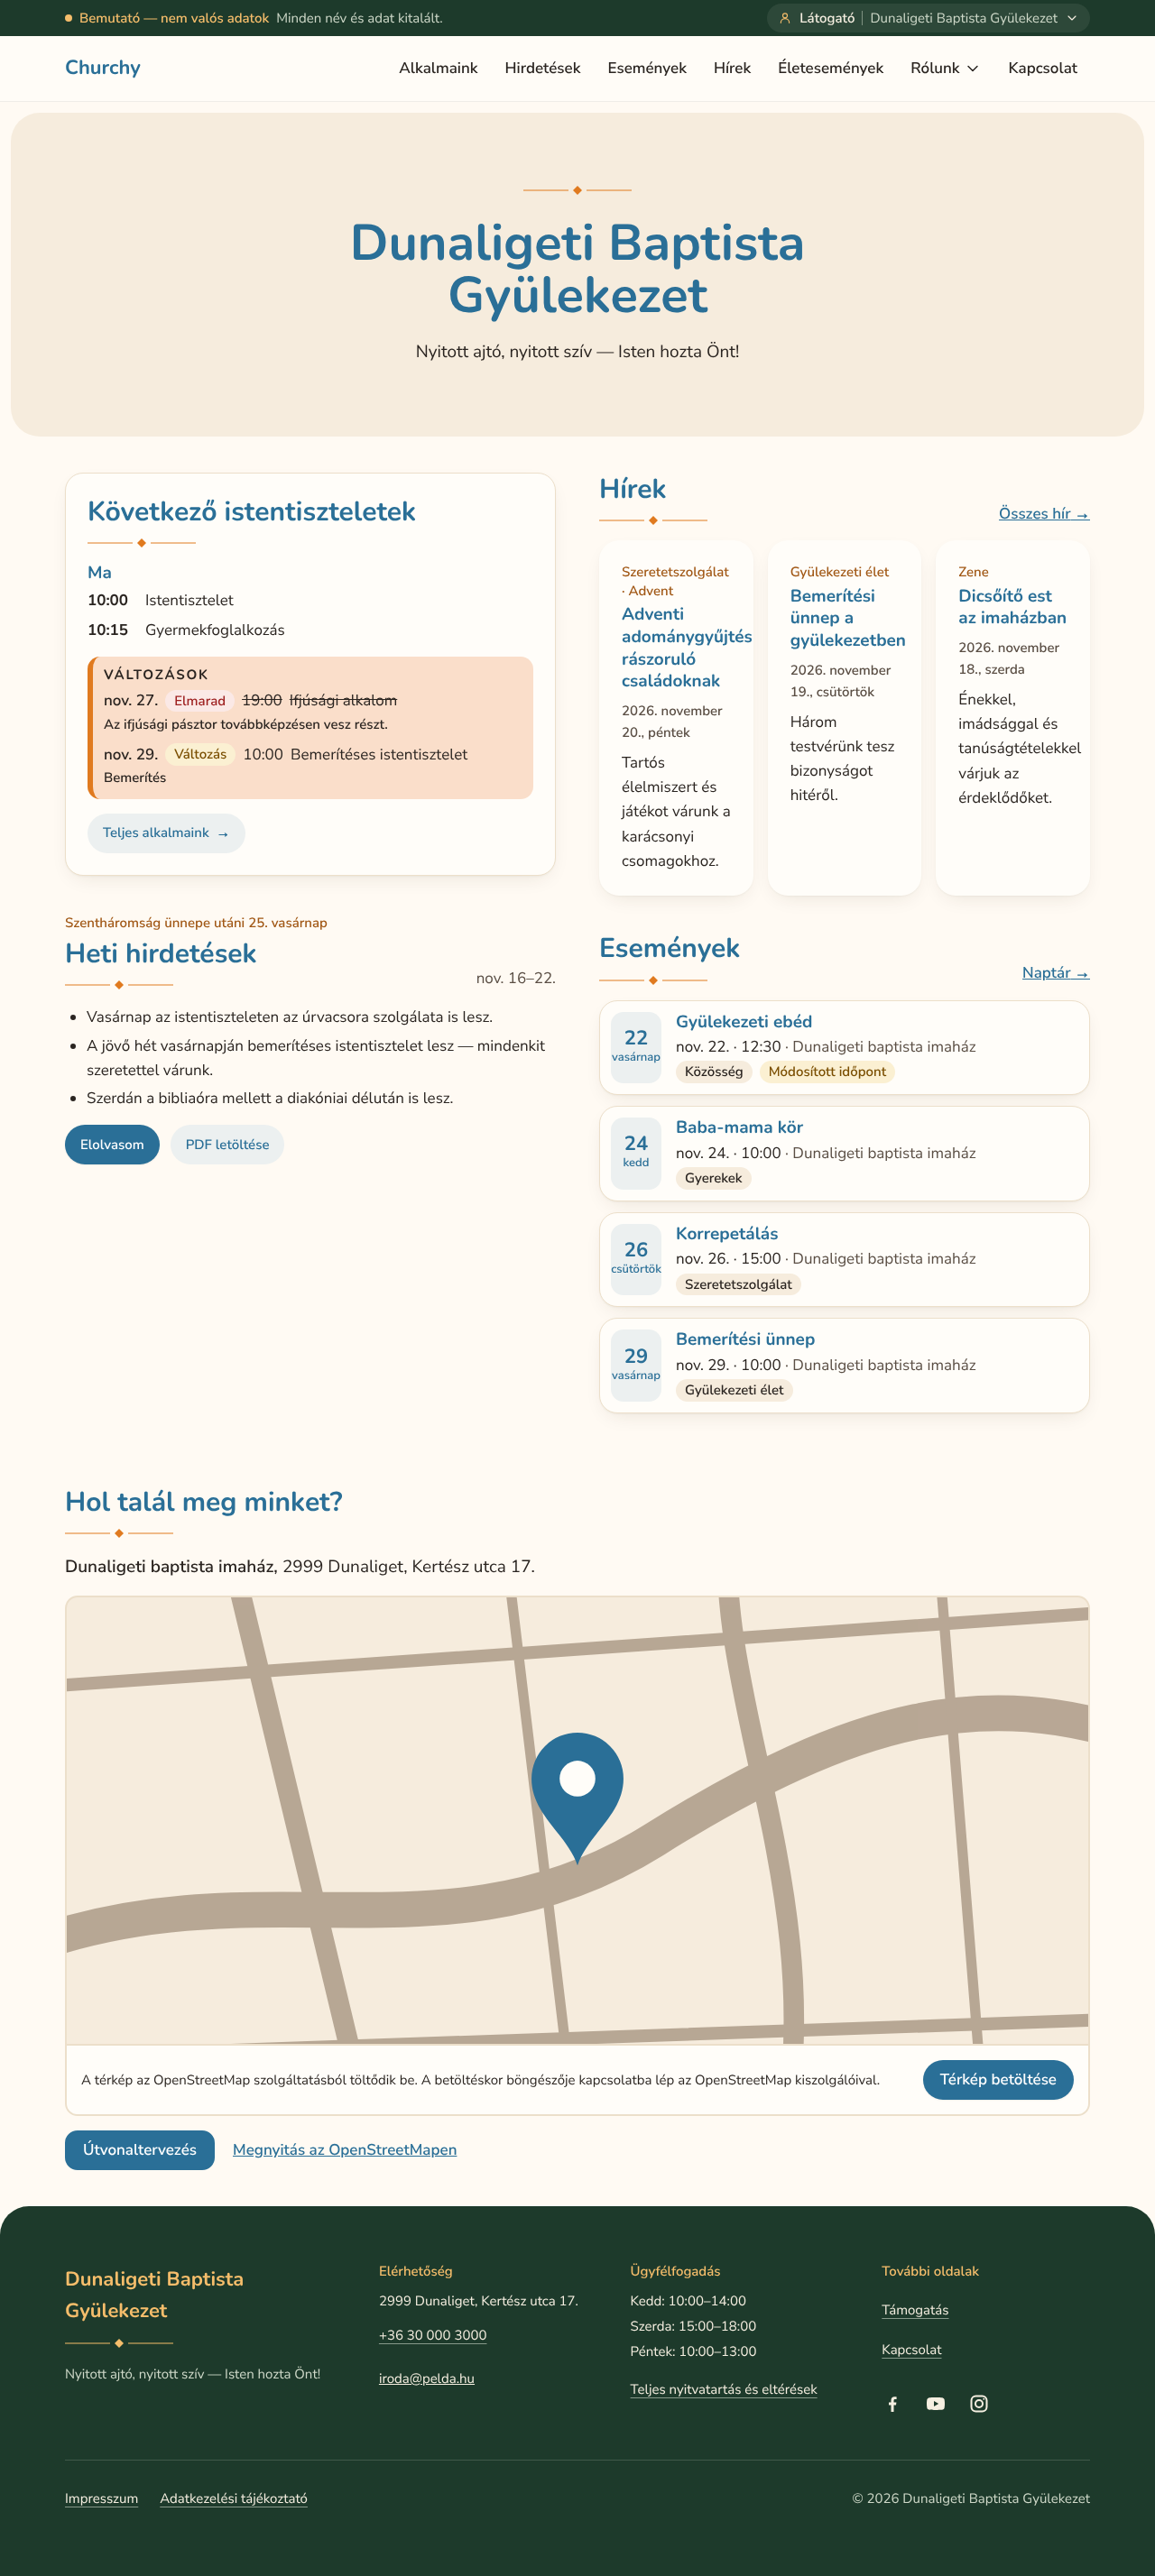 Bemutató — nem valós adatok Minden név és adat kitalált.
Látogató Dunaligeti Baptista Gyülekezet
Churchy
Alkalmaink Hirdetések Események Hírek Életesemények Rólunk Kapcsolat
Dunaligeti Baptista
Gyülekezet
Nyitott ajtó, nyitott szív — Isten hozta Önt!
Következő istentiszteletek
Ma
10:00 Istentisztelet
10:15 Gyermekfoglalkozás
VÁLTOZÁSOK
nov. 27. Elmarad 19:00 Ifjúsági alkalom
Az ifjúsági pásztor továbbképzésen vesz részt.
nov. 29. Változás 10:00 Bemerítéses istentisztelet
Bemerítés
Teljes alkalmaink →
Szentháromság ünnepe utáni 25. vasárnap
Heti hirdetések
nov. 16–22.
Vasárnap az istentiszteleten az úrvacsora szolgálata is lesz.
A jövő hét vasárnapján bemerítéses istentisztelet lesz — mindenkit
szeretettel várunk.
Szerdán a bibliaóra mellett a diakóniai délután is lesz.
Elolvasom
PDF letöltése
Hírek
Összes hír →
Szeretetszolgálat
· Advent
Adventi
adománygyűjtés
rászoruló
családoknak
2026. november
20., péntek
Tartós
élelmiszert és
játékot várunk a
karácsonyi
csomagokhoz.
Gyülekezeti élet
Bemerítési
ünnep a
gyülekezetben
2026. november
19., csütörtök
Három
testvérünk tesz
bizonyságot
hitéről.
Zene
Dicsőítő est
az imaházban
2026. november
18., szerda
Énekkel,
imádsággal és
tanúságtételekkel
várjuk az
érdeklődőket.
Események
Naptár →
22
vasárnap
Gyülekezeti ebéd
nov. 22. · 12:30 · Dunaligeti baptista imaház
Közösség Módosított időpont
24
kedd
Baba-mama kör
nov. 24. · 10:00 · Dunaligeti baptista imaház
Gyerekek
26
csütörtök
Korrepetálás
nov. 26. · 15:00 · Dunaligeti baptista imaház
Szeretetszolgálat
29
vasárnap
Bemerítési ünnep
nov. 29. · 10:00 · Dunaligeti baptista imaház
Gyülekezeti élet
Hol talál meg minket?
Dunaligeti baptista imaház, 2999 Dunaliget, Kertész utca 17.
A térkép az OpenStreetMap szolgáltatásból töltődik be. A betöltéskor böngészője kapcsolatba lép az OpenStreetMap kiszolgálóival.
Térkép betöltése
Útvonaltervezés
Megnyitás az OpenStreetMapen
Dunaligeti Baptista
Gyülekezet
Nyitott ajtó, nyitott szív — Isten hozta Önt!
Elérhetőség
2999 Dunaliget, Kertész utca 17.
+36 30 000 3000
iroda@pelda.hu
Ügyfélfogadás
Kedd: 10:00–14:00
Szerda: 15:00–18:00
Péntek: 10:00–13:00
Teljes nyitvatartás és eltérések
További oldalak
Támogatás
Kapcsolat
Impresszum Adatkezelési tájékoztató
© 2026 Dunaligeti Baptista Gyülekezet